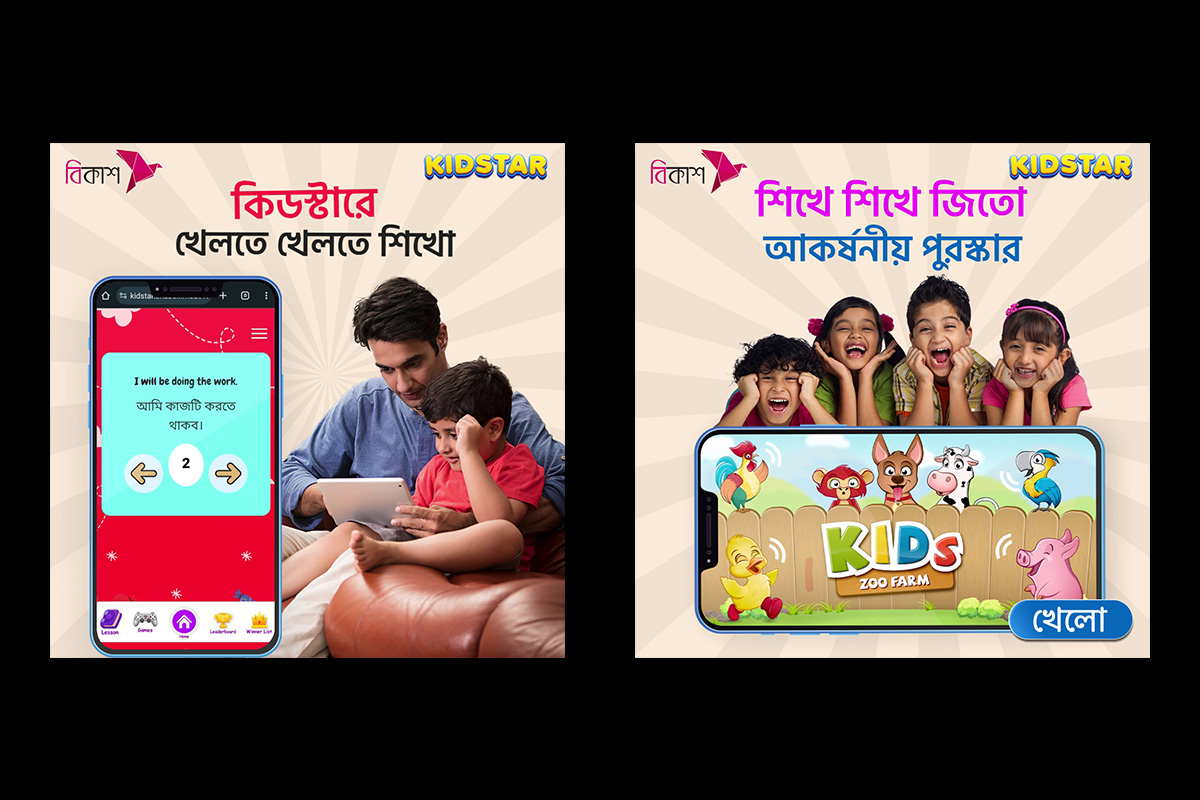 বিকাশ
KIDSTAR
কিডস্টারে
খেলতে খেলতে শিখো
I will be doing the work.
আমি কাজটি করতে
থাকব।
2
Lesson
Games
Home
Leaderboard
Winner List
বিকাশ
KIDSTAR
শিখে শিখে জিতো
আকর্ষনীয় পুরস্কার
KIDS
ZOO FARM
খেলো